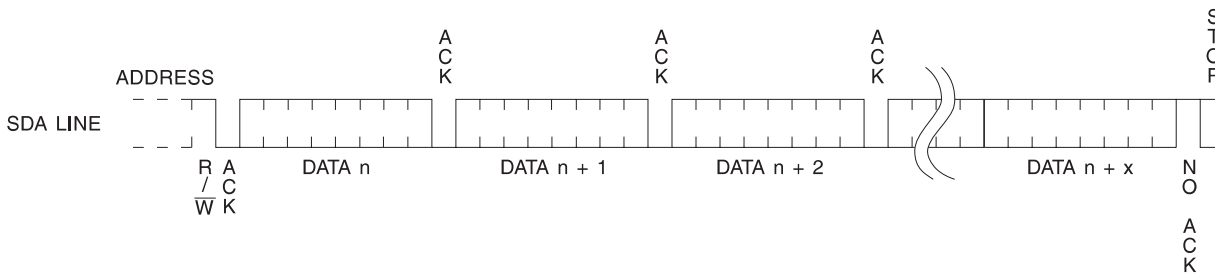 ACK
ACK
ACK
STOP
ADDRESS
SDA LINE
R/W̅
ACK
DATA n
DATA n + 1
DATA n + 2
DATA n + x
NO ACK